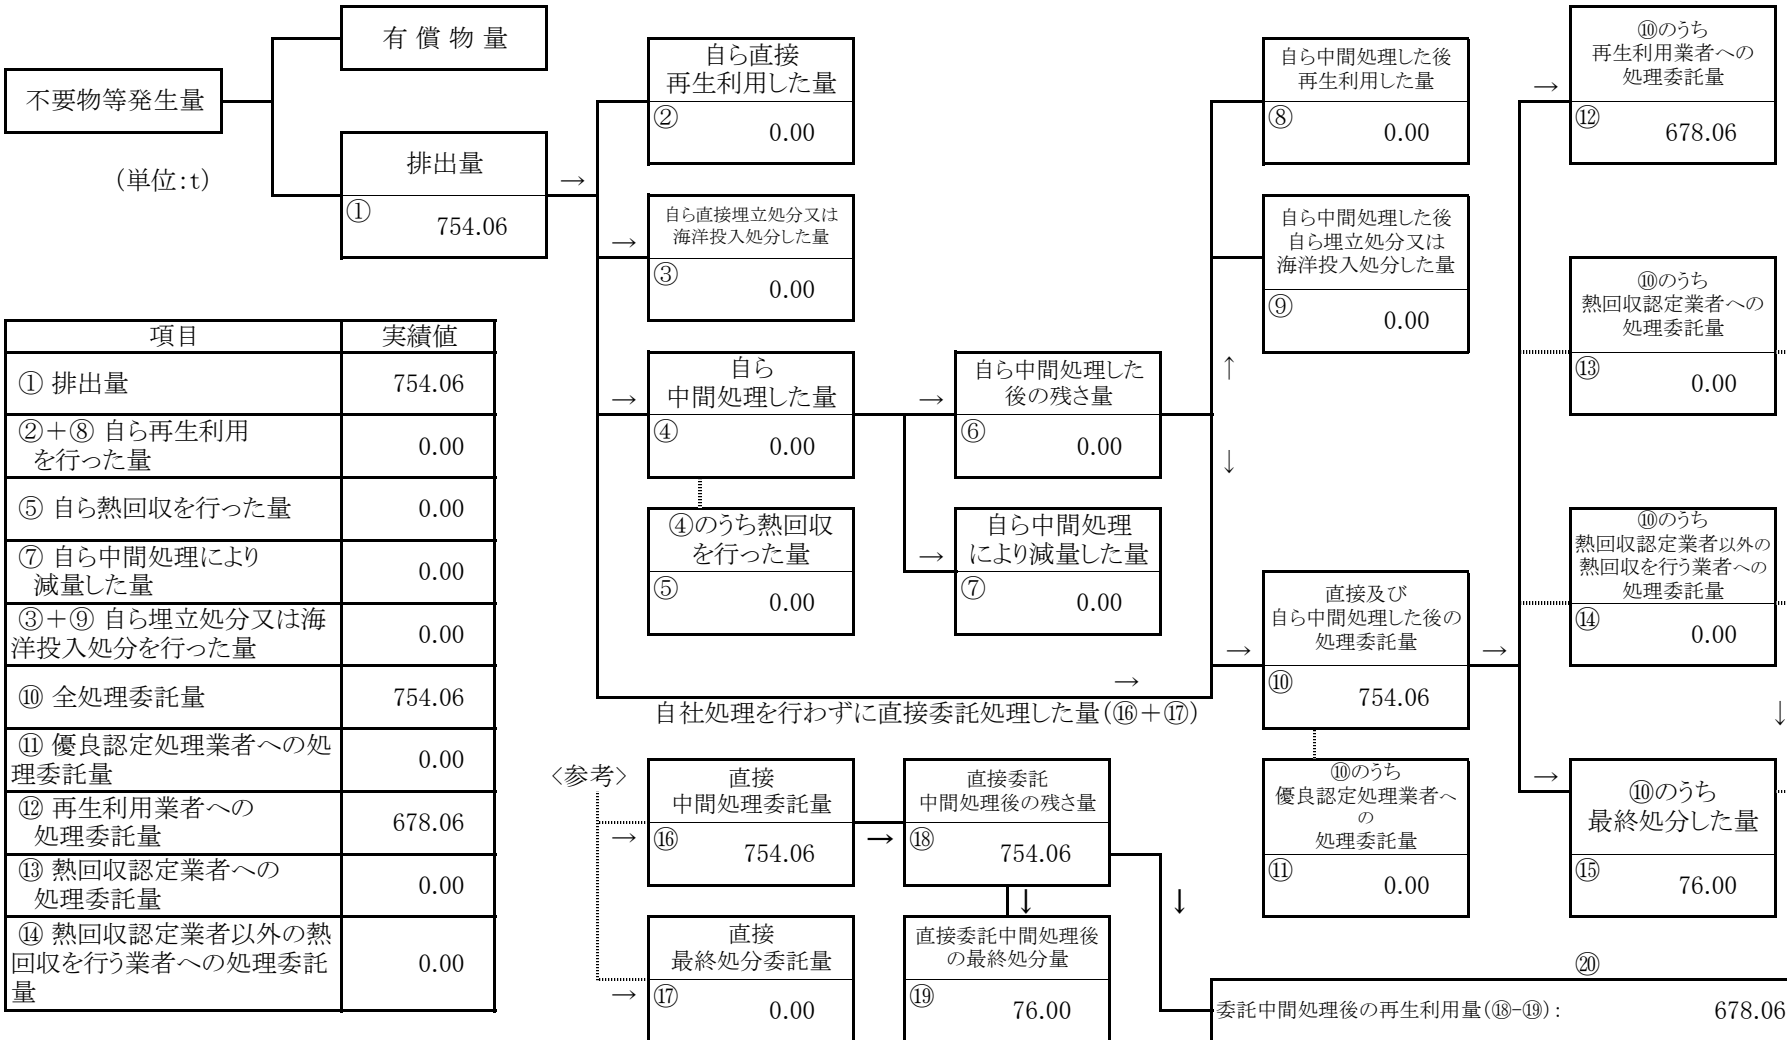 不要物等発生量
有 償 物 量
(単位:t)
排出量
→
①
754.06
自ら直接
再生利用した量
②
0.00
→
自ら直接埋立処分又は
海洋投入処分した量
③
0.00
→
自ら
中間処理した量
④
0.00
④のうち熱回収
を行った量
⑤
0.00
→
自ら中間処理した
後の残さ量
⑥
0.00
→
自ら中間処理
により減量した量
⑦
0.00
↑
↓
自ら中間処理した後
再生利用した量
⑧
0.00
自ら中間処理した後
自ら埋立処分又は
海洋投入処分した量
⑨
0.00
→
自社処理を行わずに直接委託処理した量(⑯+⑰)
→
直接及び
自ら中間処理した後の
処理委託量
⑩
754.06
→
⑩のうち
優良認定処理業者へ
の
処理委託量
⑪
0.00
→
⑩のうち
再生利用業者への
処理委託量
⑫
678.06
⑩のうち
熱回収認定業者への
処理委託量
⑬
0.00
⑩のうち
熱回収認定業者以外の
熱回収を行う業者への
処理委託量
⑭
0.00
↓
→
⑩のうち
最終処分した量
⑮
76.00
項目 実績値
① 排出量 754.06
②+⑧ 自ら再生利用
を行った量 0.00
⑤ 自ら熱回収を行った量 0.00
⑦ 自ら中間処理により
減量した量 0.00
③+⑨ 自ら埋立処分又は海
洋投入処分を行った量 0.00
⑩ 全処理委託量 754.06
⑪ 優良認定処理業者への処
理委託量 0.00
⑫ 再生利用業者への
処理委託量 678.06
⑬ 熱回収認定業者への
処理委託量 0.00
⑭ 熱回収認定業者以外の熱
回収を行う業者への処理委託
量 0.00
<参考>
→
直接
中間処理委託量
⑯
754.06
→
直接委託
中間処理後の残さ量
⑱
754.06
↓
↓
→
直接
最終処分委託量
⑰
0.00
直接委託中間処理後
の最終処分量
⑲
76.00
⑳
委託中間処理後の再生利用量(⑱-⑲): 678.06